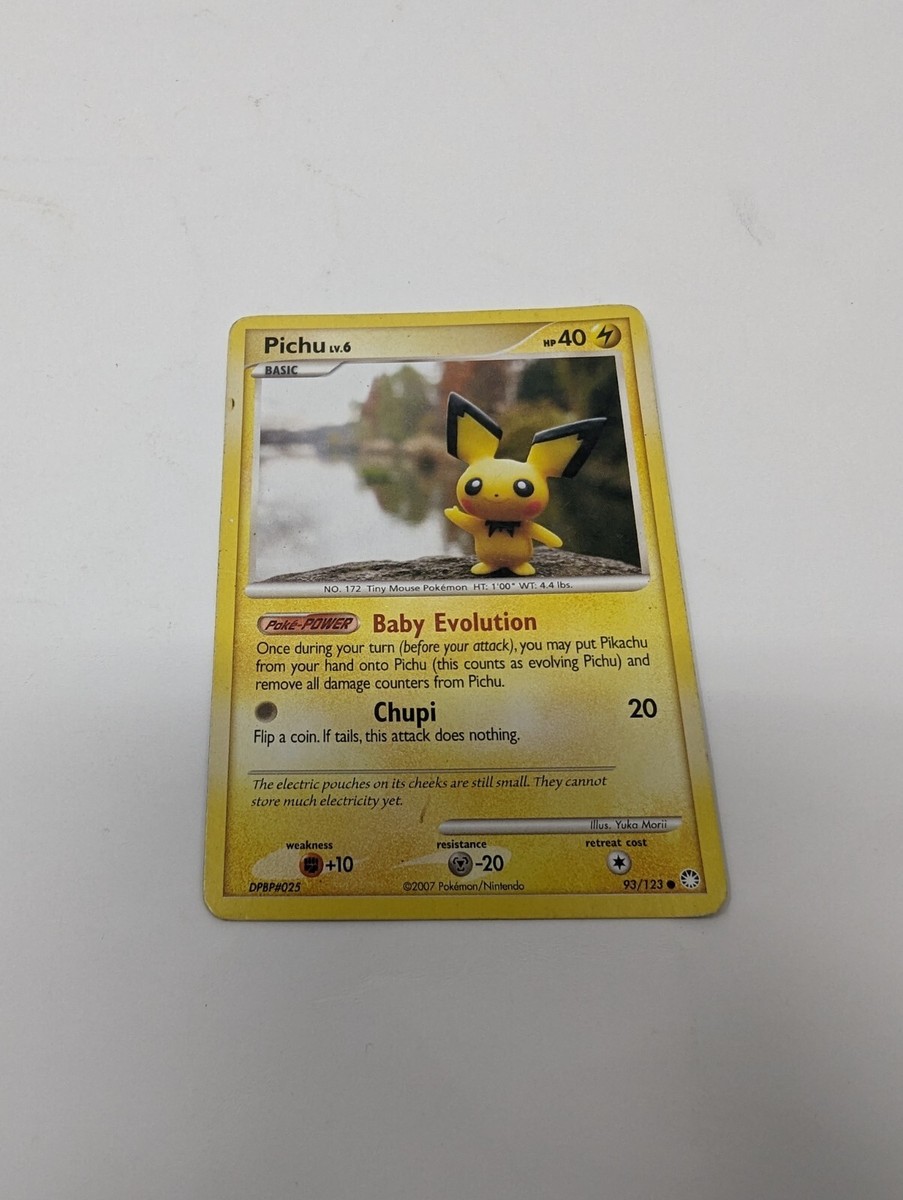 Pichu LV.6 HP 40
BASIC
NO. 172 Tiny Mouse Pokémon HT: 1'00" WT: 4.4 lbs.
Poké-POWER Baby Evolution
Once during your turn (before your attack), you may put Pikachu
from your hand onto Pichu (this counts as evolving Pichu) and
remove all damage counters from Pichu.
Chupi 20
Flip a coin. If tails, this attack does nothing.
The electric pouches on its cheeks are still small. They cannot
store much electricity yet.
Illus. Yuka Morii
weakness resistance retreat cost
+10 -20
DPBP#025 ©2007 Pokémon/Nintendo 93/123